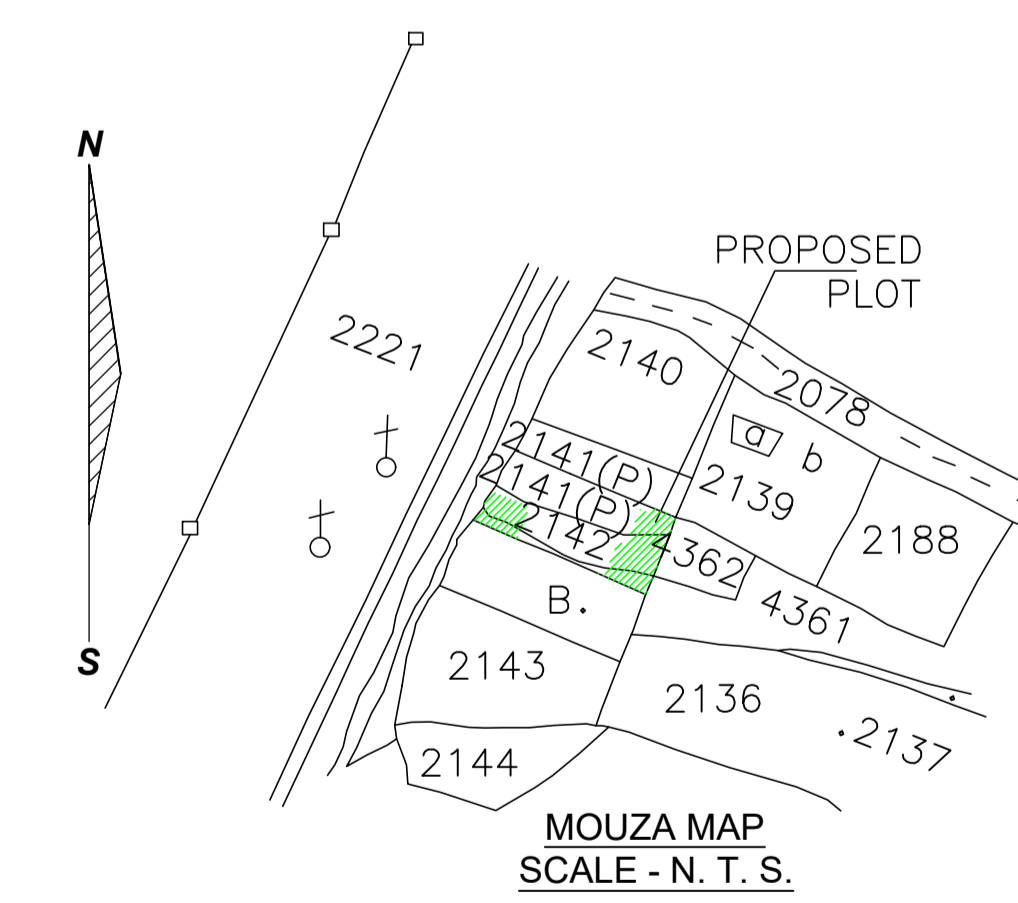 N
PROPOSED
PLOT
2221
2140
2078
a
b
2141(P)
2139
2141(P)
2142
4362
2188
B.
4361
2143
S
2136
.2137
2144
MOUZA MAP
SCALE - N. T. S.